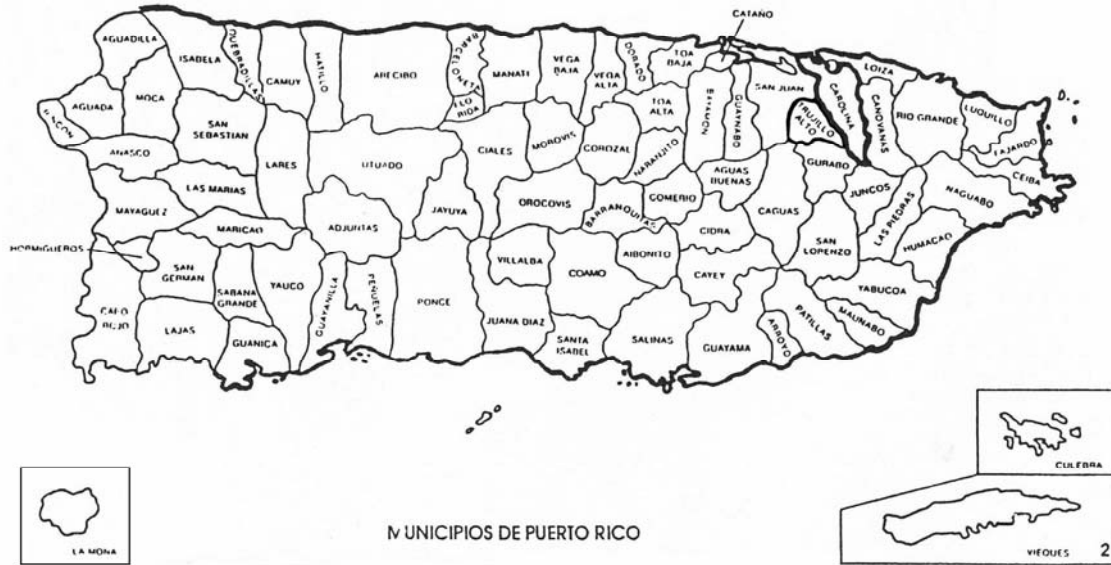 CATAÑO
AGUADILLA
ISABELA
QUEBRADILLAS
CAMUY
HATILLO
ARECIBO
BARCELONETA
MANATI
VEGA
BAJA
VEGA
ALTA
DORADO
TOA
BAJA
LOIZA
SAN JUAN
CAROLINA
CANOVANAS
RIO GRANDE
LUQUILLO
FAJARDO
CEIBA
D.
RINCON
AGUADA
MOCA
SAN
SEBASTIAN
FLO
RIDA
TOA
ALTA
BAYAMON
GUAYNABO
TRUJILLO
ALTO
AÑASCO
LARES
UTUADO
CIALES
MOROVIS
COROZAL
NARANJITO
AGUAS
BUENAS
GURABO
JUNCOS
LAS PIEDRAS
NAGUABO
LAS MARIAS
MAYAGUEZ
MARICAO
ADJUNTAS
JAYUYA
OROCOVIS
BARRANQUITAS
COMERIO
CAGUAS
CIDRA
SAN
LORENZO
HUMACAO
HORMIGUEROS
SAN
GERMAN
SABANA
GRANDE
YAUCO
GUAYANILLA
PEÑUELAS
PONCE
VILLALBA
COAMO
AIBONITO
CAYEY
YABUCOA
CABO
ROJO
LAJAS
GUANICA
JUANA DIAZ
SANTA
ISABEL
SALINAS
GUAYAMA
ARROYO
PATILLAS
MAUNABO
CULEBRA
LA MONA
MUNICIPIOS DE PUERTO RICO
VIEQUES
2